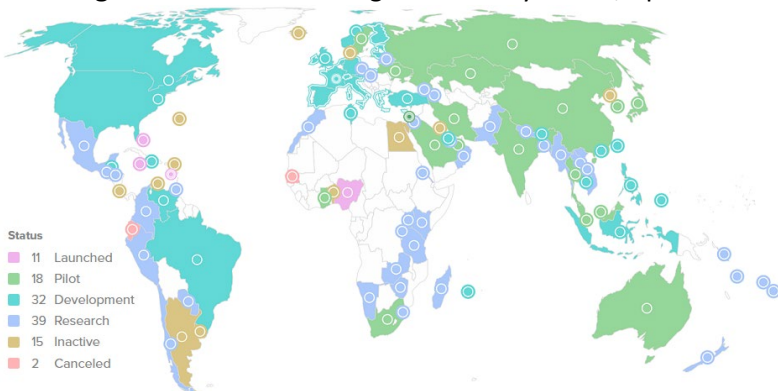 Status
11 Launched
18 Pilot
32 Development
39 Research
15 Inactive
2 Canceled